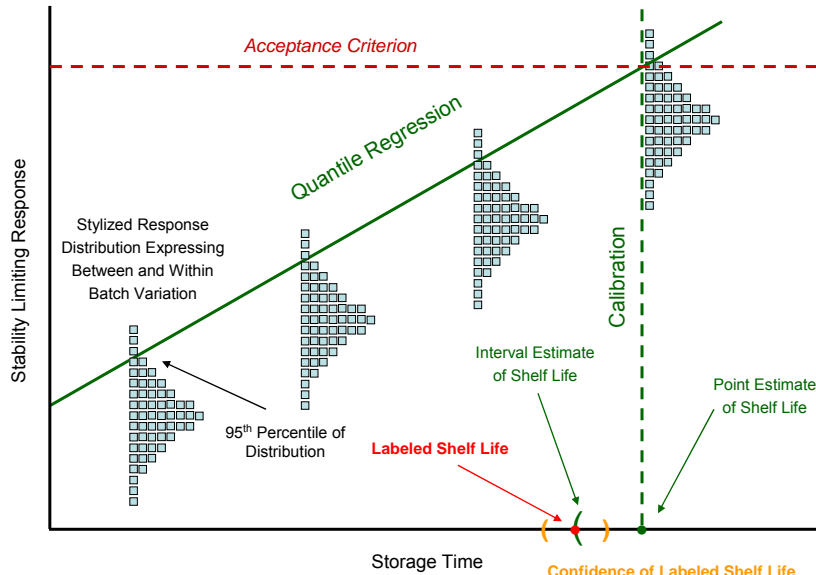 Acceptance Criterion
Quantile Regression
Stylized Response
Distribution Expressing
Between and Within
Batch Variation
Stability Limiting Response
Calibration
Interval Estimate
of Shelf Life
Point Estimate
of Shelf Life
95th Percentile of
Distribution
Labeled Shelf Life
( ( )
Storage Time
Confidence of Labeled Shelf Life